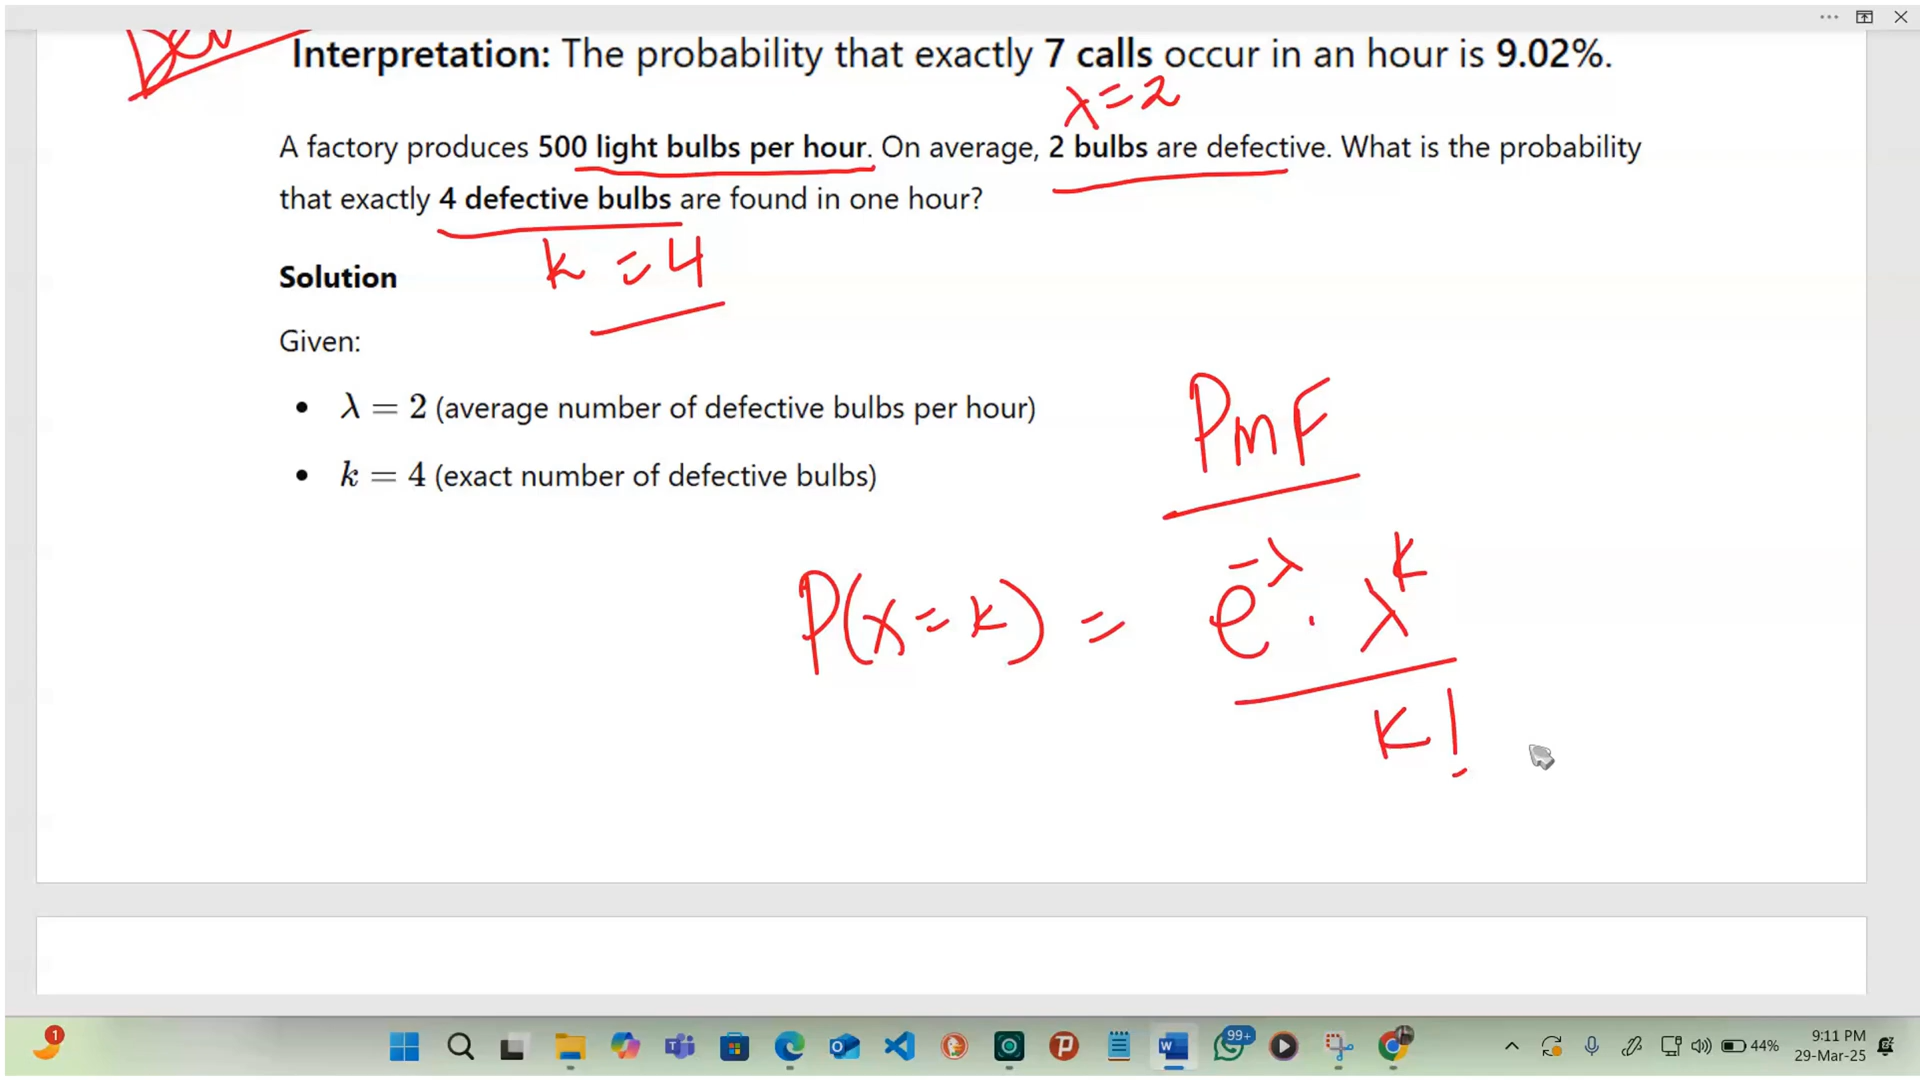 Interpretation: The probability that exactly 7 calls occur in an hour is 9.02%.
λ = 2
A factory produces 500 light bulbs per hour. On average, 2 bulbs are defective. What is the probability
that exactly 4 defective bulbs are found in one hour?
k = 4
Solution
Given:
• λ = 2 (average number of defective bulbs per hour)
PmF
• k = 4 (exact number of defective bulbs)
P(x = k) = e^-λ . λ^k
k!
1
99+
44%
9:11 PM
29-Mar-25